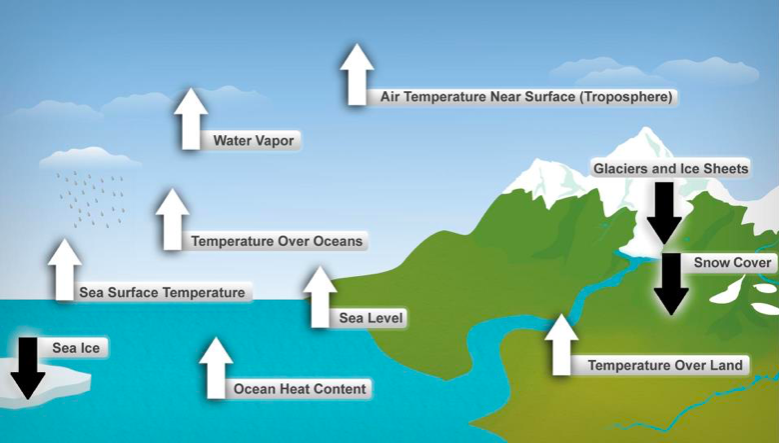 Air Temperature Near Surface (Troposphere)
Water Vapor
Glaciers and Ice Sheets
Temperature Over Oceans
Snow Cover
Sea Surface Temperature
Sea Level
Sea Ice
Temperature Over Land
Ocean Heat Content